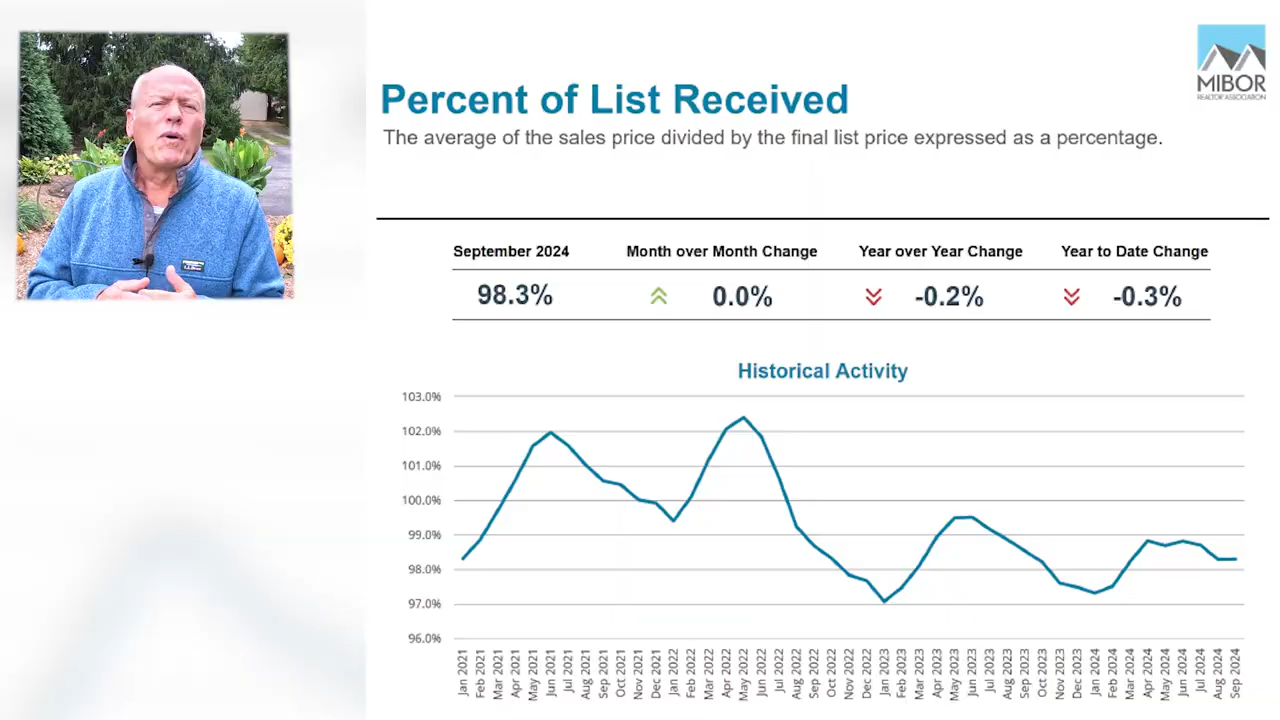 MIBOR
REALTOR ASSOCIATION
Percent of List Received
The average of the sales price divided by the final list price expressed as a percentage.
September 2024 Month over Month Change Year over Year Change Year to Date Change
98.3% 0.0% -0.2% -0.3%
Historical Activity
103.0%
102.0%
101.0%
100.0%
99.0%
98.0%
97.0%
96.0%
Jan 2021 Feb 2021 Mar 2021 Apr 2021 May 2021 Jun 2021 Jul 2021 Aug 2021 Sep 2021 Oct 2021 Nov 2021 Dec 2021 Jan 2022 Feb 2022 Mar 2022 Apr 2022 May 2022 Jun 2022 Jul 2022 Aug 2022 Sep 2022 Oct 2022 Nov 2022 Dec 2022 Jan 2023 Feb 2023 Mar 2023 Apr 2023 May 2023 Jun 2023 Jul 2023 Aug 2023 Sep 2023 Oct 2023 Nov 2023 Dec 2023 Jan 2024 Feb 2024 Mar 2024 Apr 2024 May 2024 Jun 2024 Jul 2024 Aug 2024 Sep 2024